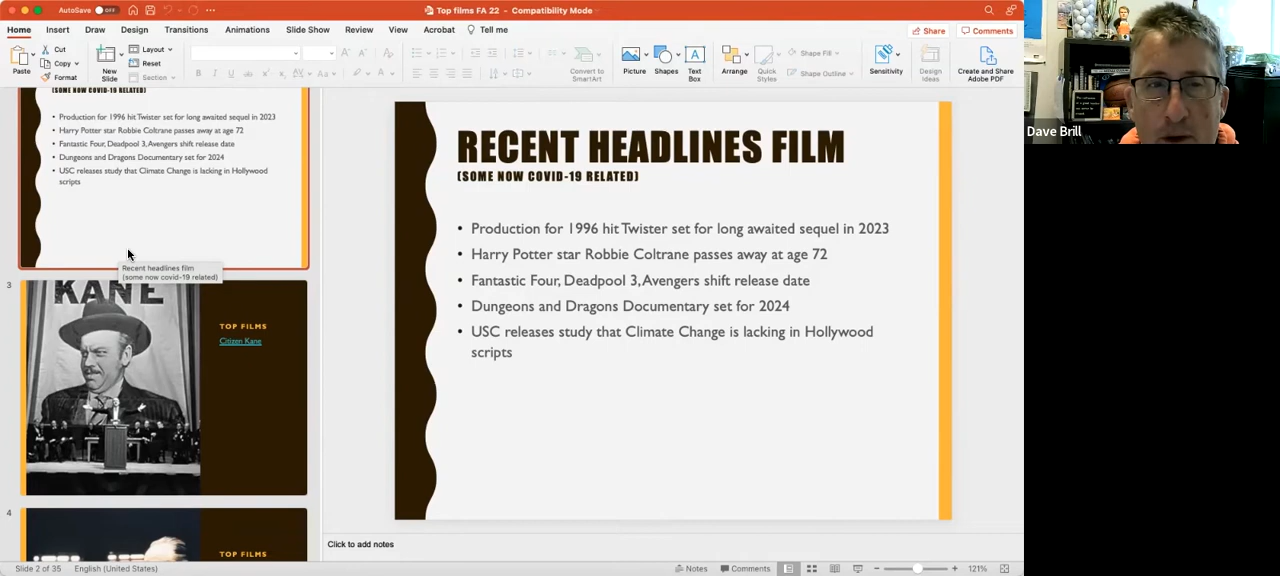 AutoSave OFF
Top films FA 22 – Compatibility Mode
Home Insert Draw Design Transitions Animations Slide Show Review View Acrobat Tell me
Share Comments
Paste
Cut
Copy
Format
New Slide
Layout
Reset
Section
Convert to SmartArt
Picture
Shapes
Text Box
Arrange
Quick Styles
Shape Fill
Shape Outline
Sensitivity
Design Ideas
Create and Share Adobe PDF
(SOME NOW COVID-19 RELATED)
• Production for 1996 hit Twister set for long awaited sequel in 2023
• Harry Potter star Robbie Coltrane passes away at age 72
• Fantastic Four, Deadpool 3, Avengers shift release date
• Dungeons and Dragons Documentary set for 2024
• USC releases study that Climate Change is lacking in Hollywood
scripts
Recent headlines film
(some now covid-19 related)
3
KANE
TOP FILMS
Citizen Kane
4
TOP FILMS
RECENT HEADLINES FILM
(SOME NOW COVID-19 RELATED)
• Production for 1996 hit Twister set for long awaited sequel in 2023
• Harry Potter star Robbie Coltrane passes away at age 72
• Fantastic Four, Deadpool 3, Avengers shift release date
• Dungeons and Dragons Documentary set for 2024
• USC releases study that Climate Change is lacking in Hollywood
scripts
Click to add notes
Slide 2 of 35 English (United States)
Notes Comments 121%
Dave Brill